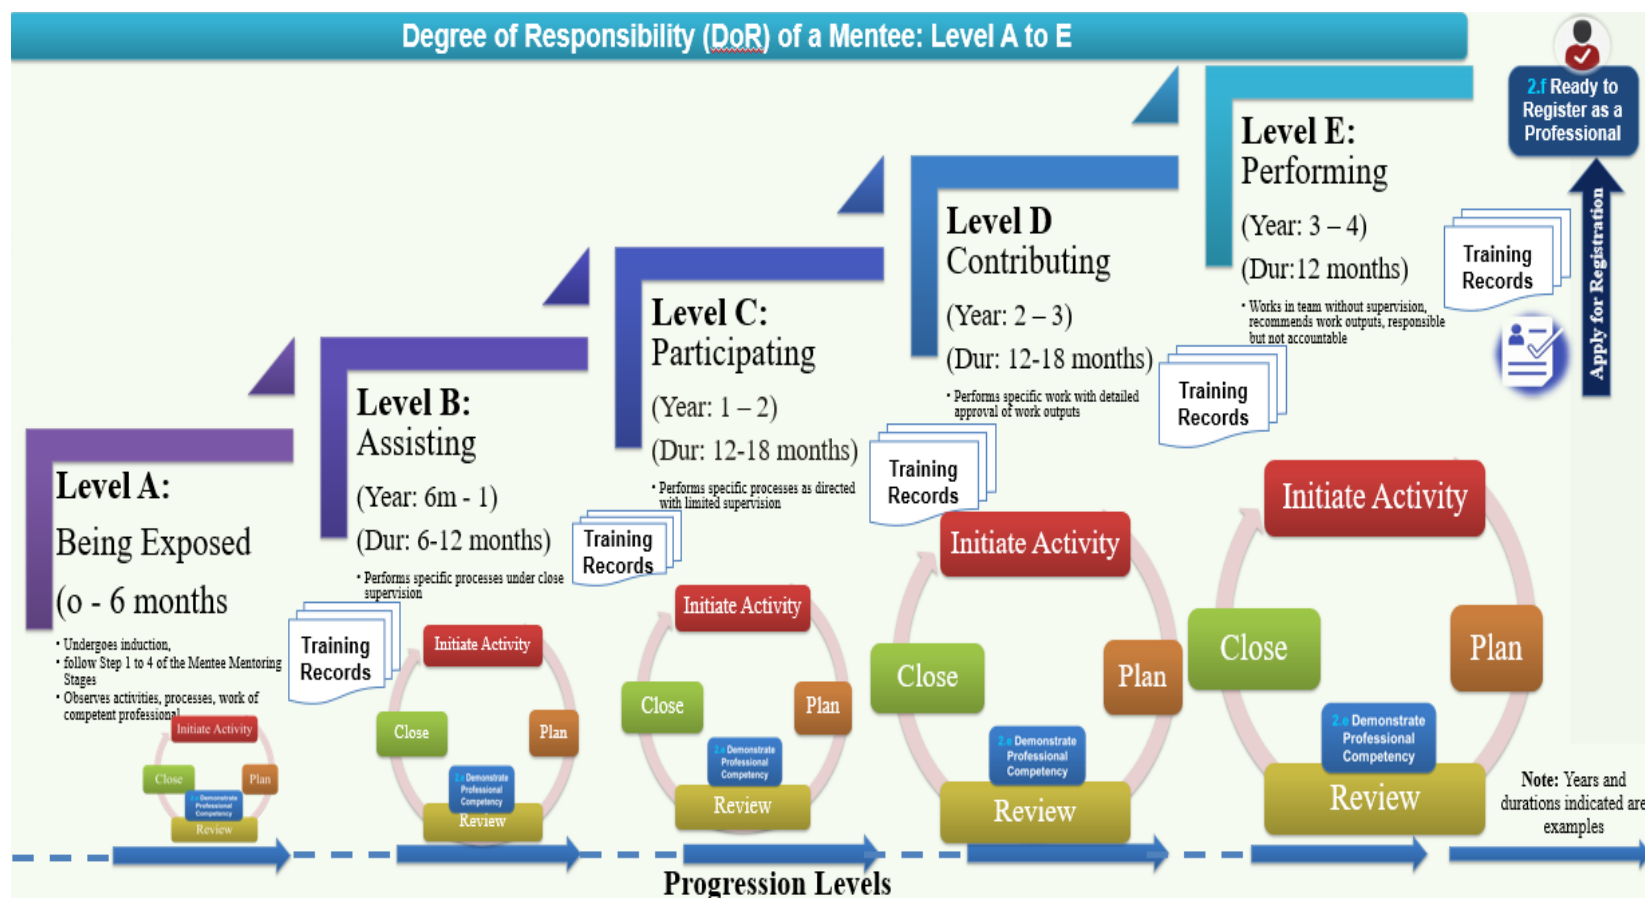 Degree of Responsibility (DoR) of a Mentee: Level A to E
2.f Ready to
Register as a
Professional
Apply for Registration
Level E:
Performing
(Year: 3 – 4)
(Dur:12 months)
• Works in team without supervision,
recommends work outputs, responsible
but not accountable
Training
Records
Level D
Contributing
(Year: 2 – 3)
(Dur: 12-18 months)
• Performs specific work with detailed
approval of work outputs
Training
Records
Level C:
Participating
(Year: 1 – 2)
(Dur: 12-18 months)
• Performs specific processes as directed
with limited supervision
Training
Records
Level B:
Assisting
(Year: 6m - 1)
(Dur: 6-12 months)
• Performs specific processes under close
supervision
Training
Records
Level A:
Being Exposed
(o - 6 months
• Undergoes induction,
• follow Step 1 to 4 of the Mentee Mentoring
Stages
• Observes activities, processes, work of
competent professional
Training
Records
Initiate Activity
Close
Plan
2.e Demonstrate
Professional
Competency
Review
Initiate Activity
Close
Plan
2.e Demonstrate
Professional
Competency
Review
Initiate Activity
Close
Plan
2.e Demonstrate
Professional
Competency
Review
Initiate Activity
Close
Plan
2.e Demonstrate
Professional
Competency
Review
Initiate Activity
Close
Plan
2.e Demonstrate
Professional
Competency
Review
Note: Years and
durations indicated are
examples
Progression Levels